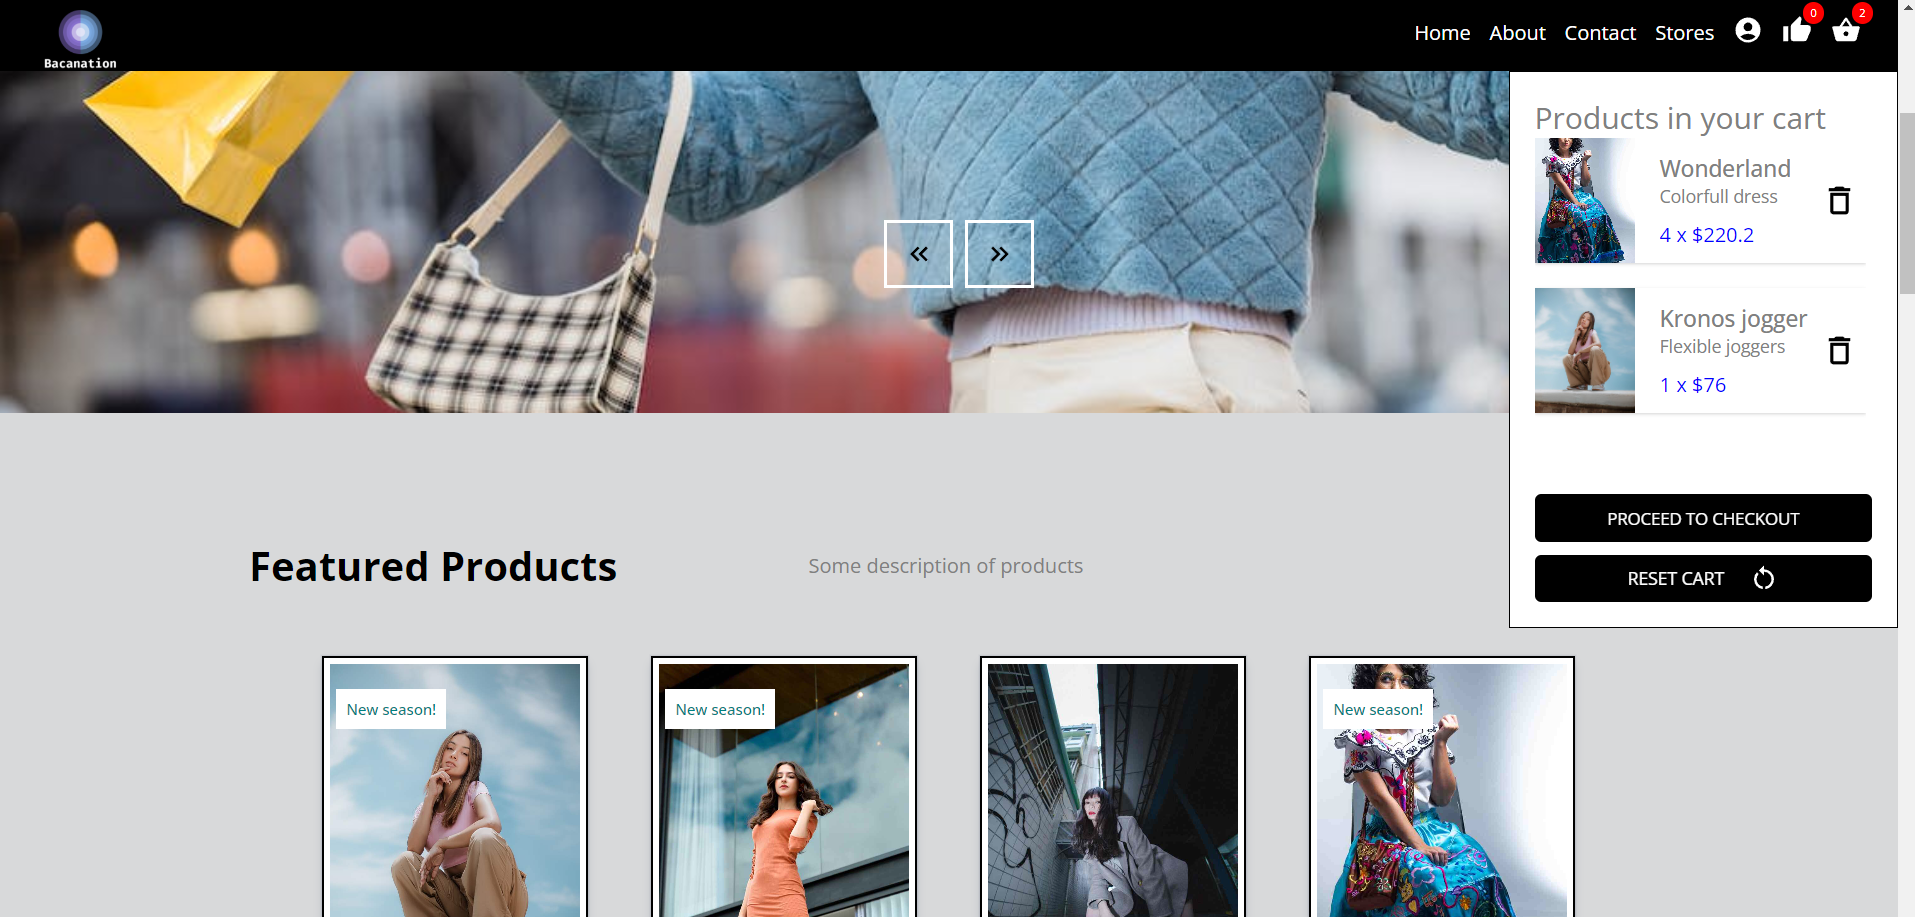 Bacanation
Home About Contact Stores 0 2
Products in your cart
Wonderland
Colorfull dress
4 x $220.2
Kronos jogger
Flexible joggers
1 x $76
PROCEED TO CHECKOUT
RESET CART
Featured Products
Some description of products
New season!
New season!
New season!